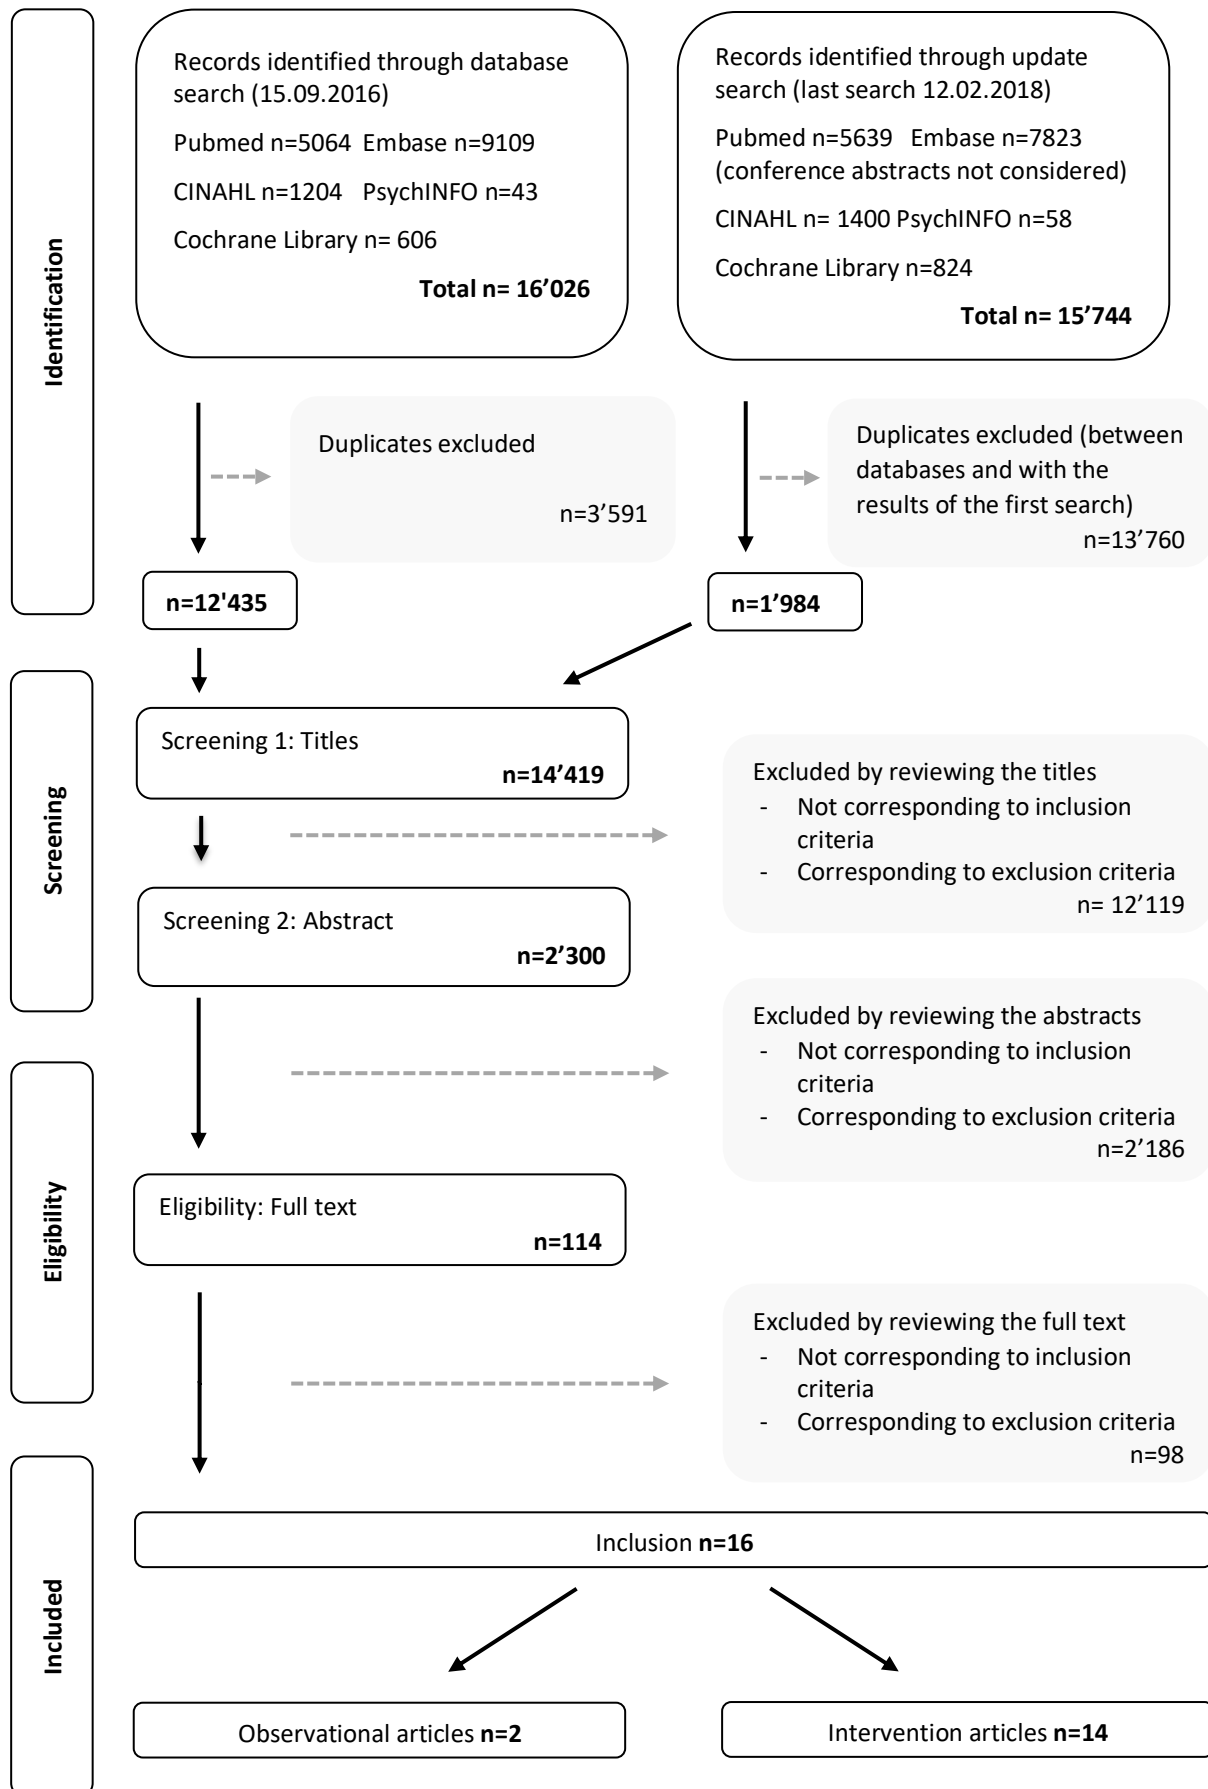 Identification
Records identified through database
search (15.09.2016)
Pubmed n=5064 Embase n=9109
CINAHL n=1204 PsychINFO n=43
Cochrane Library n= 606
Total n= 16’026
Records identified through update
search (last search 12.02.2018)
Pubmed n=5639 Embase n=7823
(conference abstracts not considered)
CINAHL n= 1400 PsychINFO n=58
Cochrane Library n=824
Total n= 15’744
Duplicates excluded
n=3’591
Duplicates excluded (between
databases and with the
results of the first search)
n=13’760
n=12'435
n=1’984
Screening
Screening 1: Titles
n=14’419
Excluded by reviewing the titles
- Not corresponding to inclusion
criteria
- Corresponding to exclusion criteria
n= 12’119
Screening 2: Abstract
n=2’300
Excluded by reviewing the abstracts
- Not corresponding to inclusion
criteria
- Corresponding to exclusion criteria
n=2’186
Eligibility
Eligibility: Full text
n=114
Excluded by reviewing the full text
- Not corresponding to inclusion
criteria
- Corresponding to exclusion criteria
n=98
Included
Inclusion n=16
Observational articles n=2
Intervention articles n=14